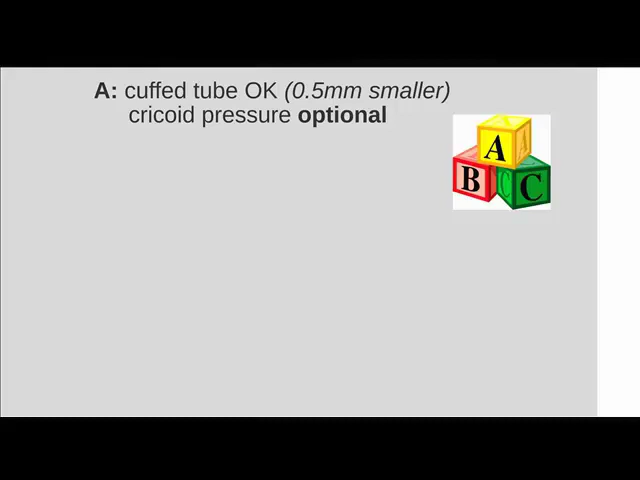 A: cuffed tube OK (0.5mm smaller)
cricoid pressure optional
A
B
C